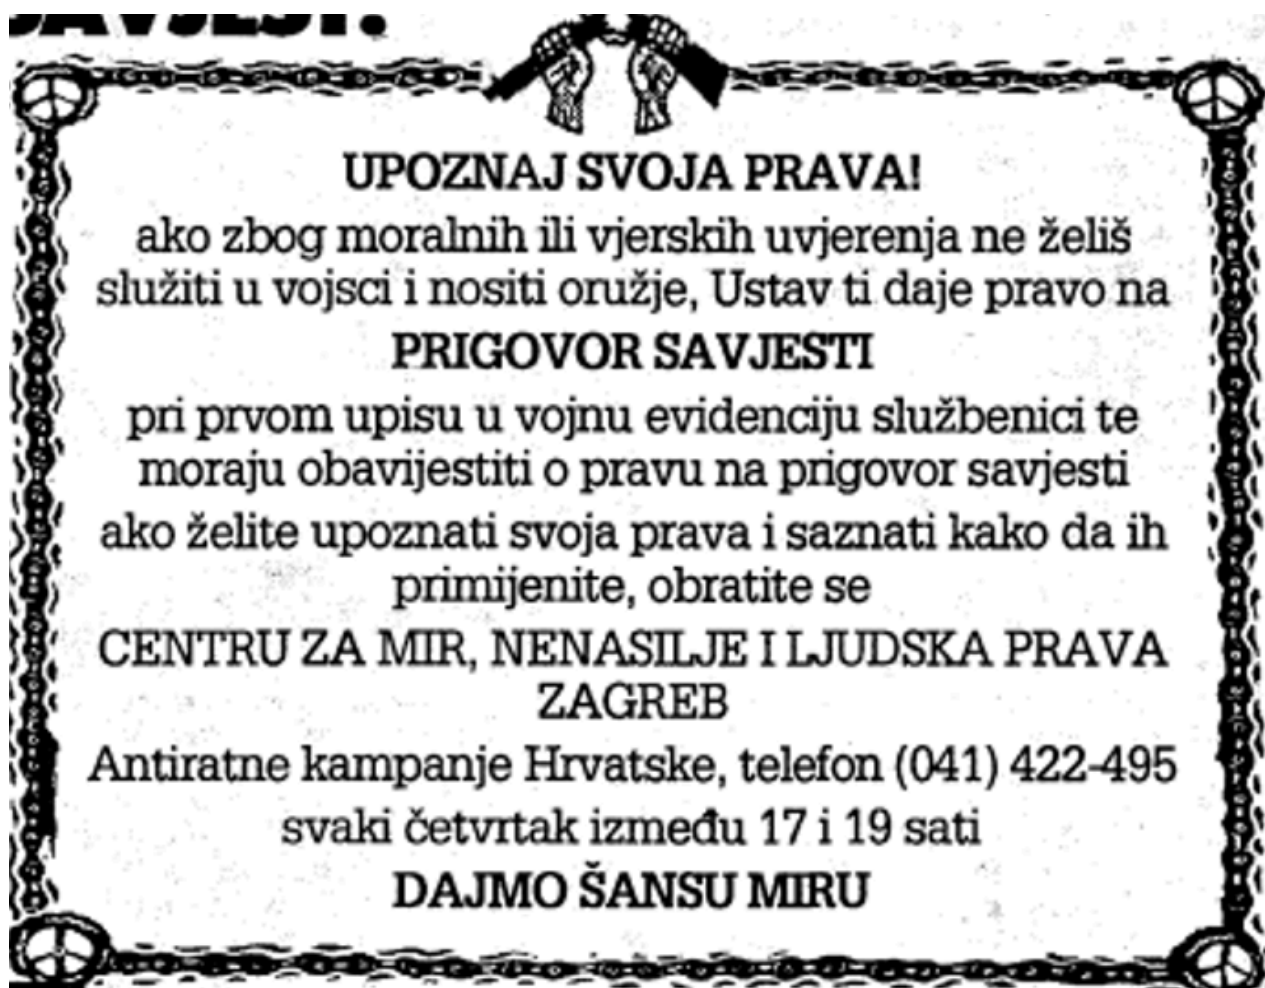 SAVJEST!
UPOZNAJ SVOJA PRAVA!
ako zbog moralnih ili vjerskih uvjerenja ne želiš
služiti u vojsci i nositi oružje, Ustav ti daje pravo na
PRIGOVOR SAVJESTI
pri prvom upisu u vojnu evidenciju službenici te
moraju obavijestiti o pravu na prigovor savjesti
ako želite upoznati svoja prava i saznati kako da ih
primijenite, obratite se
CENTRU ZA MIR, NENASILJE I LJUDSKA PRAVA
ZAGREB
Antiratne kampanje Hrvatske, telefon (041) 422-495
svaki četvrtak između 17 i 19 sati
DAJMO ŠANSU MIRU